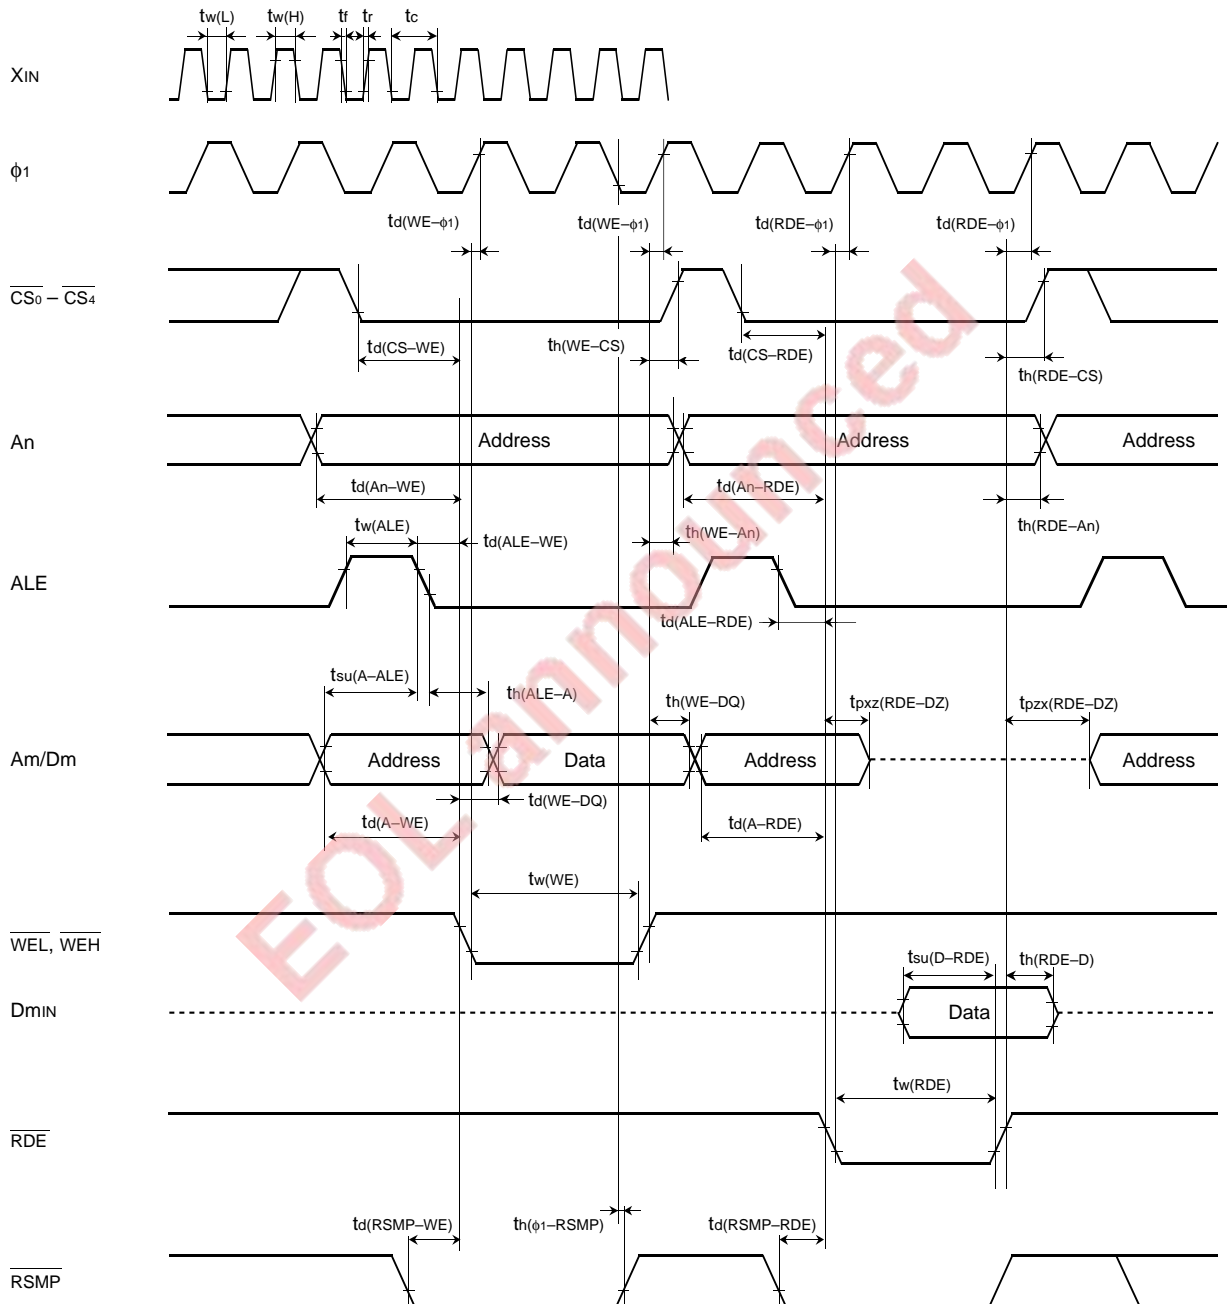 tw(L) tw(H) tf tr tc
XIN
ϕ1
td(WE–ϕ1) td(WE–ϕ1) td(RDE–ϕ1) td(RDE–ϕ1)
CS0 – CS4
td(CS–WE) th(WE–CS) td(CS–RDE)
th(RDE–CS)
An Address Address Address
td(An–WE) td(An–RDE)
tw(ALE) td(ALE–WE) th(WE–An) th(RDE–An)
ALE
td(ALE–RDE)
tsu(A–ALE) th(ALE–A) th(WE–DQ) tpxz(RDE–DZ) tpzx(RDE–DZ)
Am/Dm Address Data Address Address
td(WE–DQ)
td(A–WE) td(A–RDE)
tw(WE)
WEL, WEH
tsu(D–RDE) th(RDE–D)
DmIN Data
tw(RDE)
RDE
td(RSMP–WE) th(ϕ1–RSMP) td(RSMP–RDE)
RSMP
EOL announced